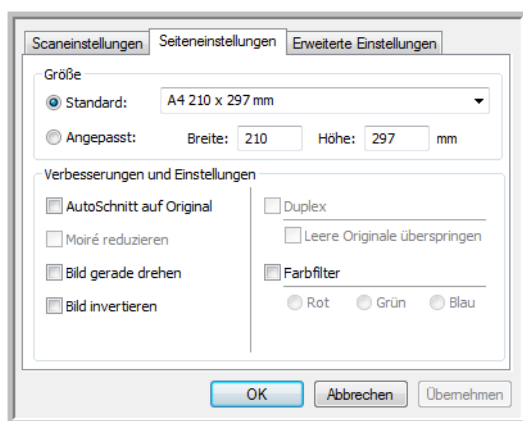 Scaneinstellungen Seiteneinstellungen Erweiterte Einstellungen
Größe
Standard: A4 210 x 297 mm
Angepasst: Breite: 210 Höhe: 297 mm
Verbesserungen und Einstellungen
AutoSchnitt auf Original
Moiré reduzieren
Bild gerade drehen
Bild invertieren
Duplex
Leere Originale überspringen
Farbfilter
Rot Grün Blau
OK Abbrechen Übernehmen